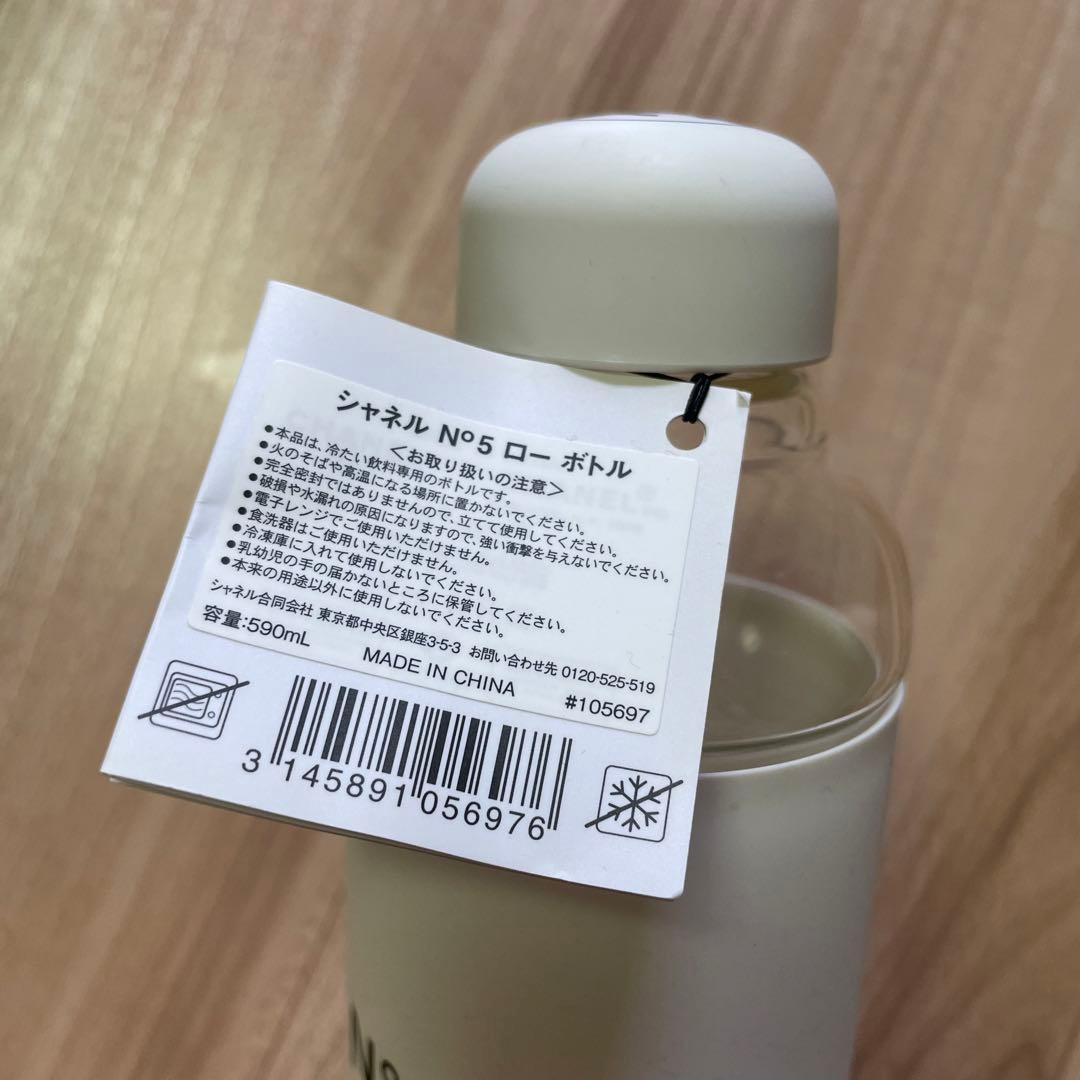 シャネル Nº5 ロー ボトル
<お取り扱いの注意>
●本品は、冷たい飲料専用のボトルです。
●火のそばや高温になる場所に置かないでください。
●完全密封ではありませんので、立てて使用してください。
●破損や水漏れの原因になりますので、強い衝撃を与えないでください。
●電子レンジでご使用いただけません。
●食洗器はご使用いただけません。
●冷凍庫に入れて使用しないでください。
●乳幼児の手の届かないところに保管してください。
●本来の用途以外に使用しないでください。
シャネル合同会社 東京都中央区銀座3-5-3 お問い合わせ先 0120-525-519
容量:590mL
MADE IN CHINA
#105697
3 145891 056976
Nº